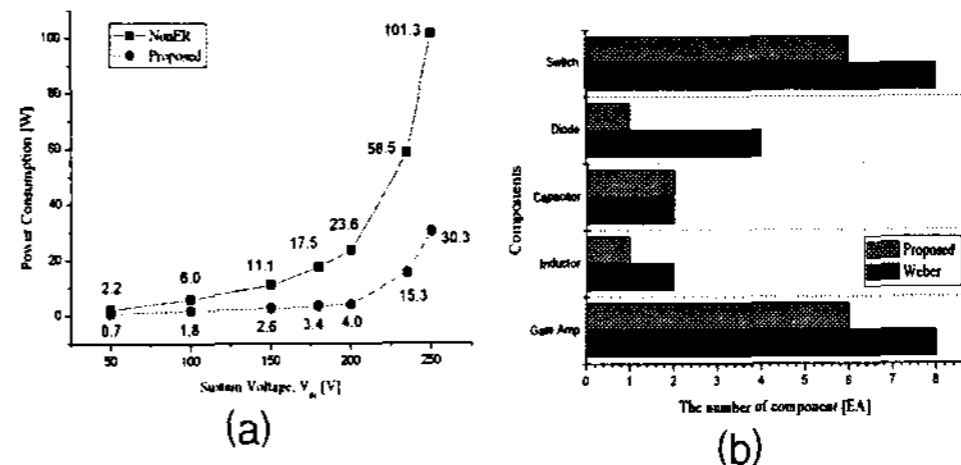 NonER
Proposed
Power Consumption [W]
100
80
60
40
20
0
101.3
58.5
23.6
17.5
11.1
6.0
2.2
30.3
15.3
4.0
3.4
2.6
1.8
0.7
50
100
150
200
250
Sustain Voltage, V
[V]
(a)
Components
Switch
Diode
Capacitor
Inductor
Gate Amp
Proposed
Weber
0
1
2
3
4
5
6
7
8
The number of component [EA]
(b)